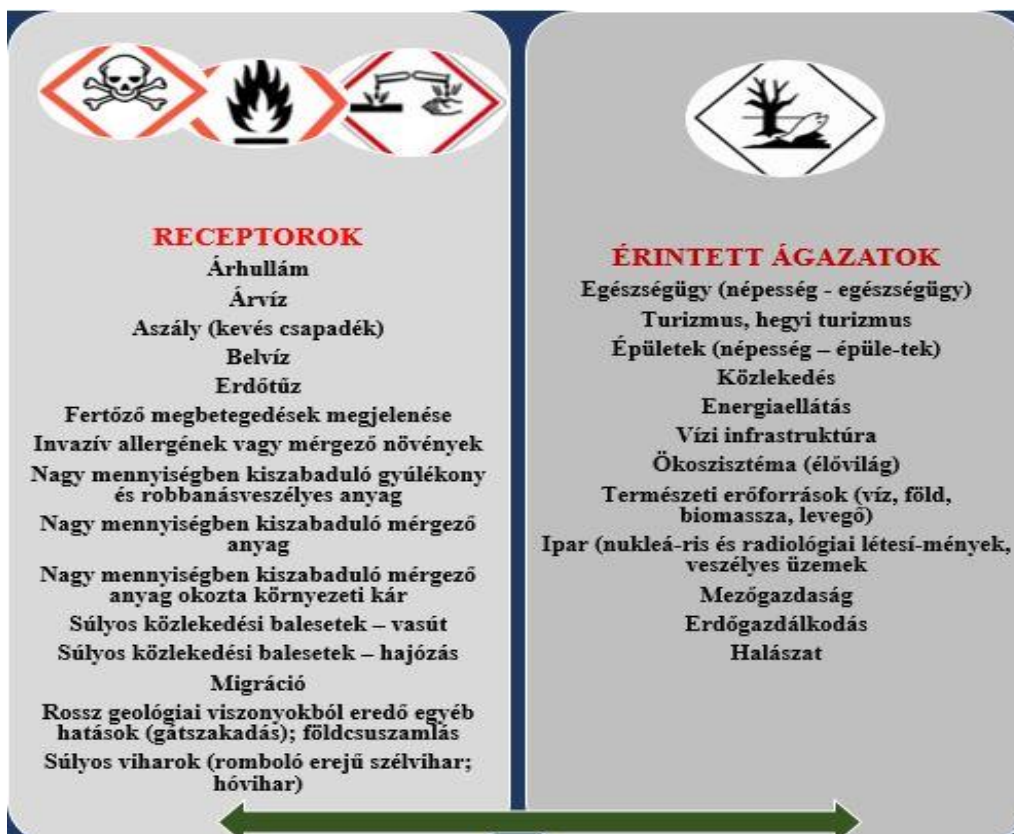 RECEPTOROK
Árhullám
Árvíz
Aszály (kevés csapadék)
Belvíz
Erdőtűz
Fertőző megbetegedések megjelenése
Invazív allergének vagy mérgező növények
Nagy mennyiségben kiszabaduló gyúlékony
és robbanásveszélyes anyag
Nagy mennyiségben kiszabaduló mérgező
anyag
Nagy mennyiségben kiszabaduló mérgező
anyag okozta környezeti kár
Súlyos közlekedési balesetek – vasút
Súlyos közlekedési balesetek – hajózás
Migráció
Rossz geológiai viszonyokból eredő egyéb
hatások (gátszakadás); földcsuszamlás
Súlyos viharok (romboló erejű szélvihar;
hóvihar)
ÉRINTETT ÁGAZATOK
Egészségügy (népesség - egészségügy)
Turizmus, hegyi turizmus
Épületek (népesség – épüle-tek)
Közlekedés
Energiaellátás
Vízi infrastruktúra
Ökoszisztéma (élővilág)
Természeti erőforrások (víz, föld,
biomassza, levegő)
Ipar (nukleá-ris és radiológiai létesí-mények,
veszélyes üzemek
Mezőgazdaság
Erdőgazdálkodás
Halászat